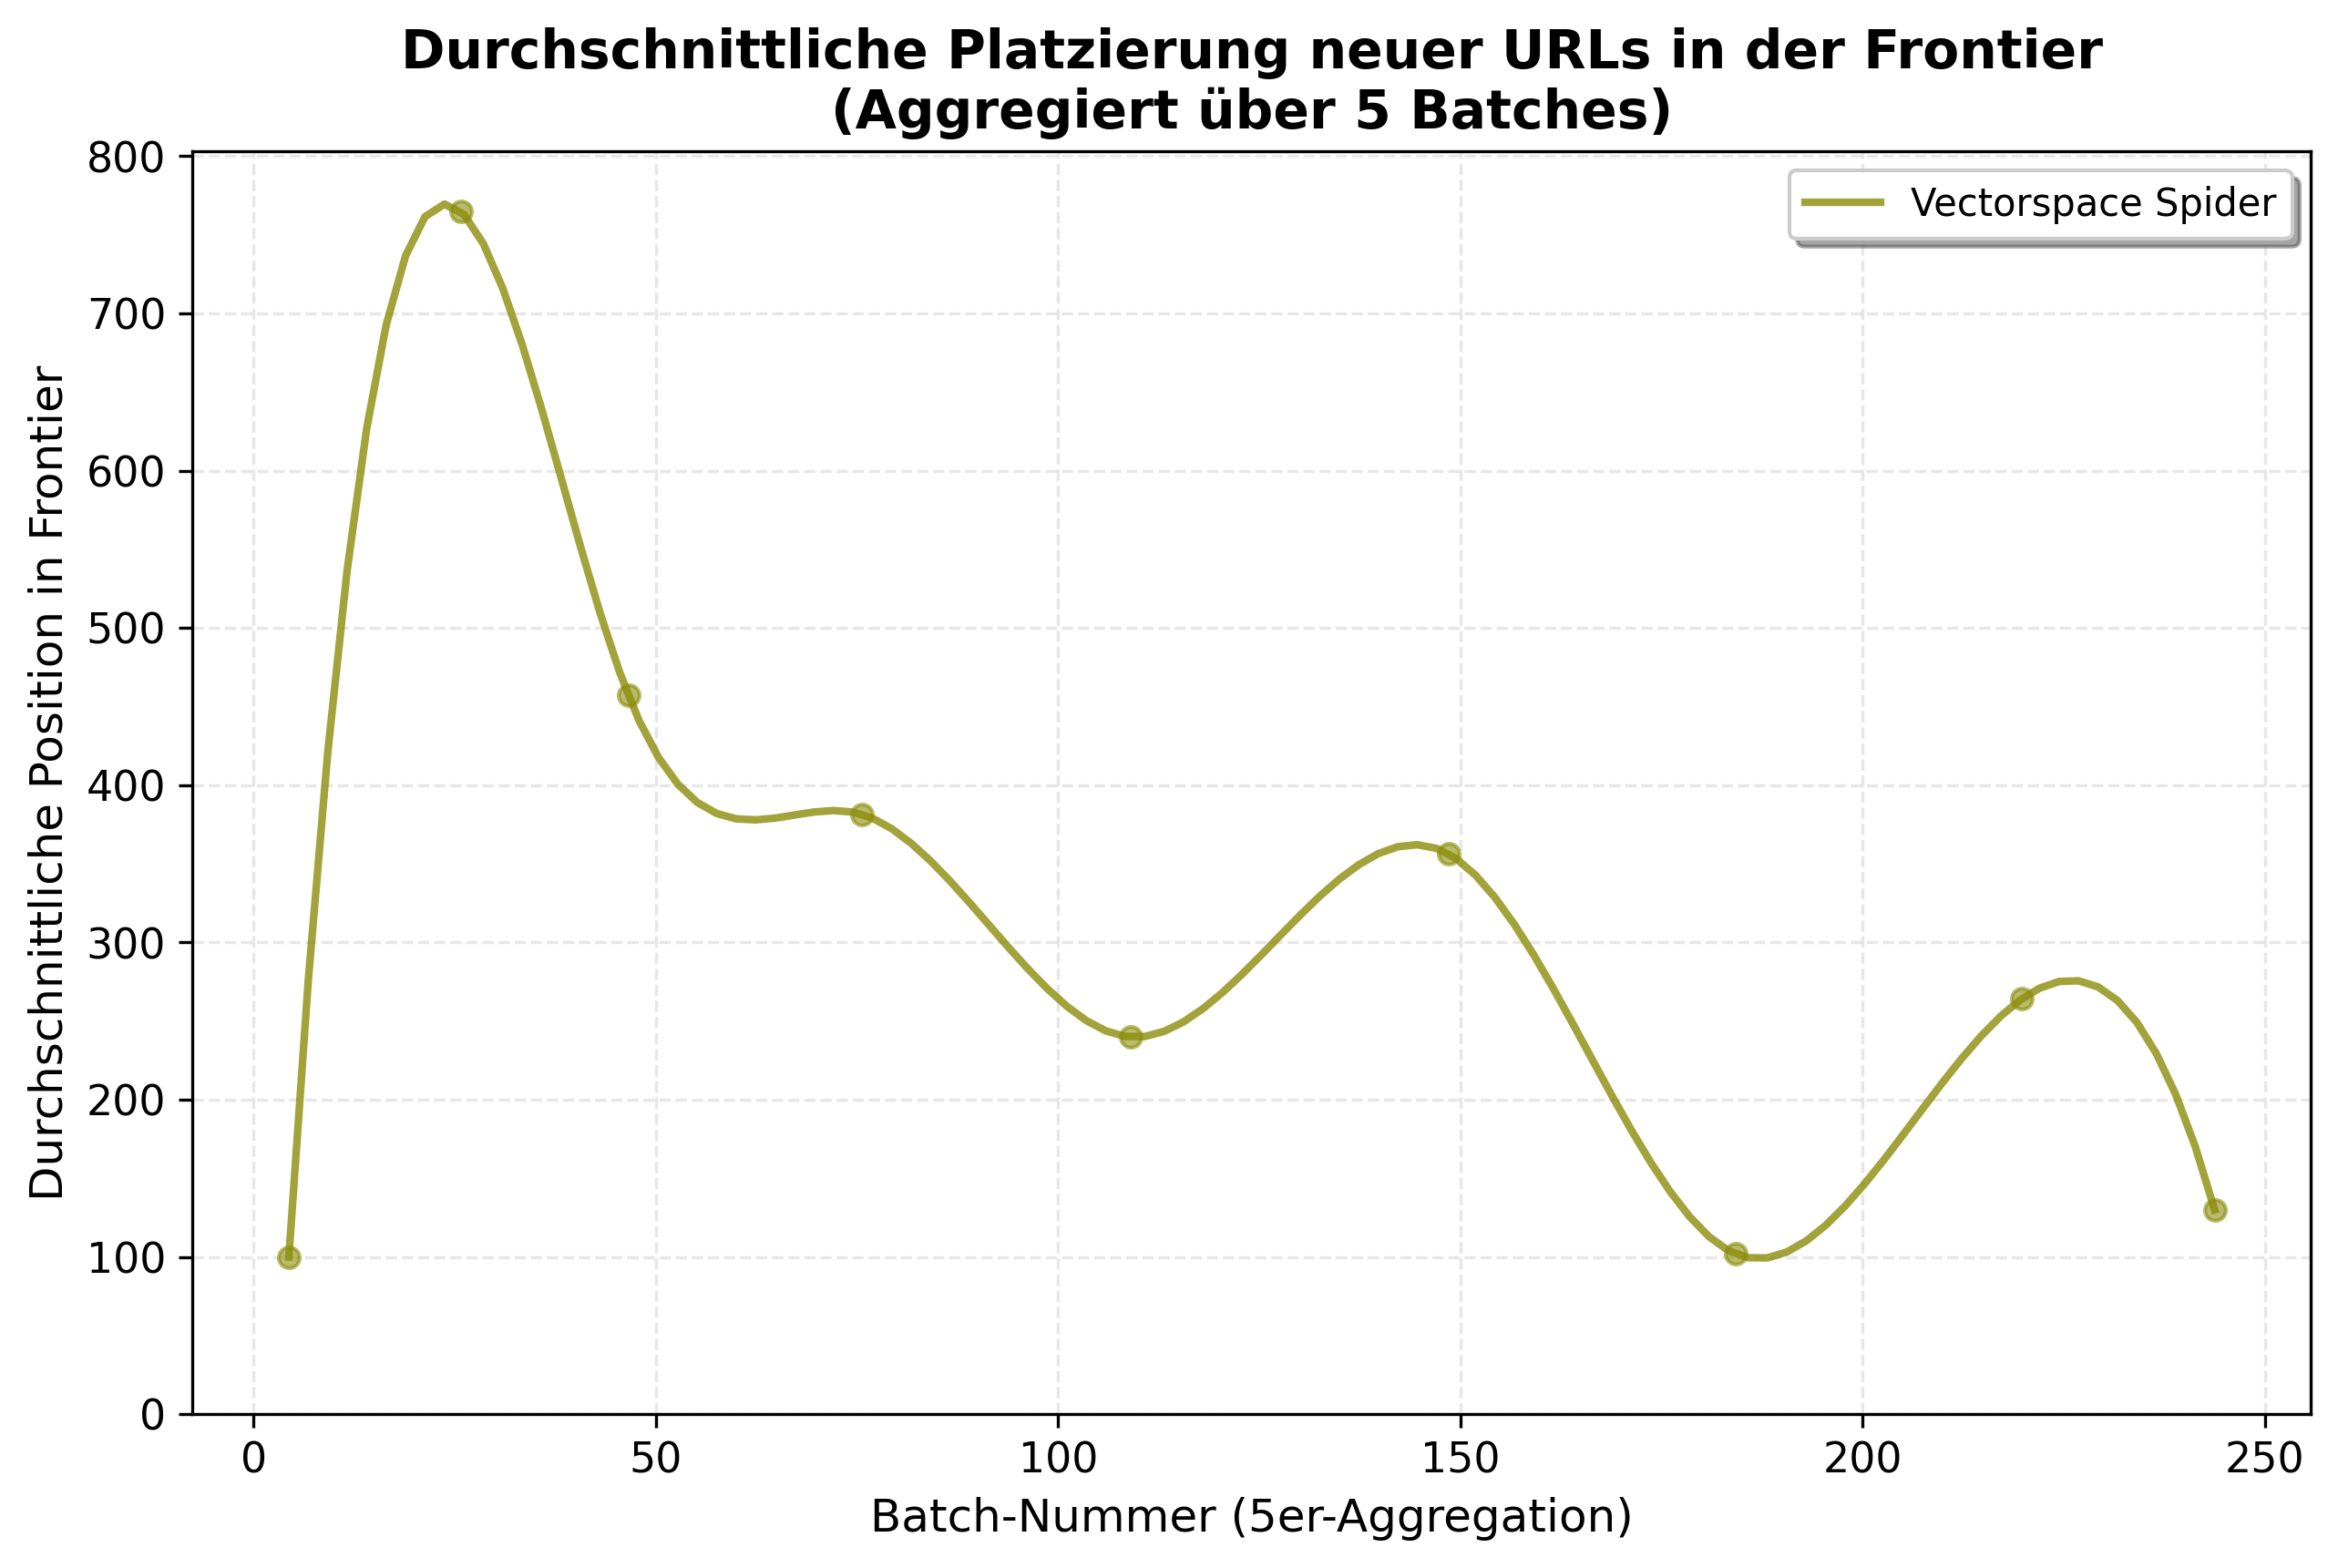 Durchschnittliche Platzierung neuer URLs in der Frontier
(Aggregiert über 5 Batches)
Vectorspace Spider
Durchschnittliche Position in Frontier
800
700
600
500
400
300
200
100
0
0 50 100 150 200 250
Batch-Nummer (5er-Aggregation)